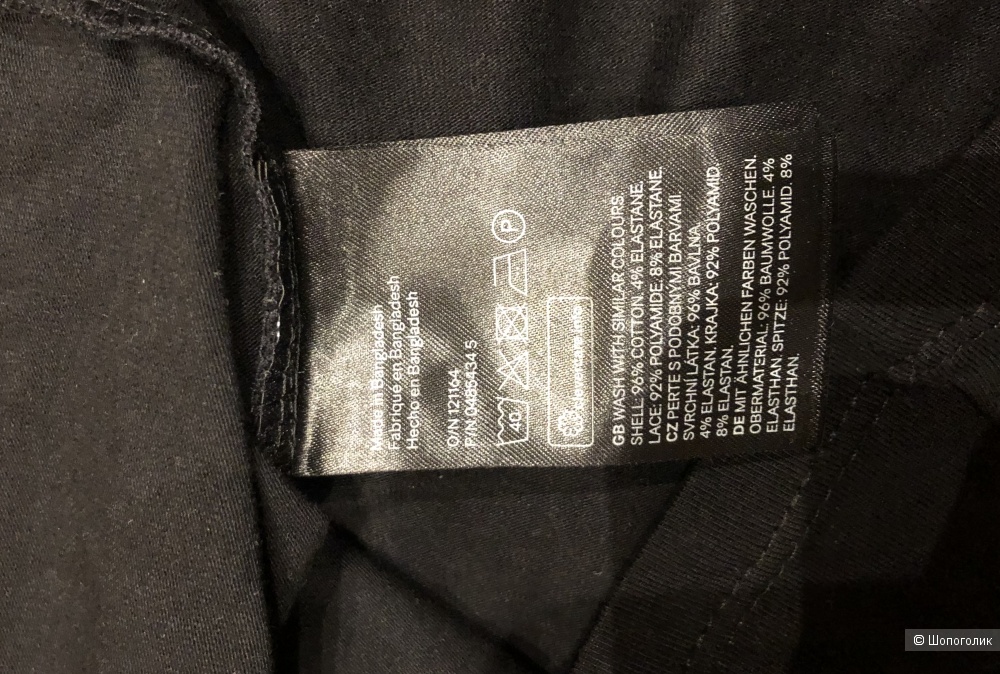 Made in Bangladesh
Fabriqué en Bangladesh
Hecho en Bangladesh
O/N 121164
P/N 0485434 5
40
P
GB WASH WITH SIMILAR COLOURS.
SHELL: 96% COTTON. 4% ELASTANE.
LACE: 92% POLYAMIDE. 8% ELASTANE.
CZ PERTE S PODOBNÝMI BARVAMI.
SVRCHNÍ LÁTKA: 96% BAVLNA.
4% ELASTAN. KRAJKA: 92% POLYAMID.
8% ELASTAN.
DE MIT ÄHNLICHEN FARBEN WASCHEN.
OBERMATERIAL: 96% BAUMWOLLE. 4%
ELASTHAN. SPITZE: 92% POLYAMID. 8%
ELASTHAN.
© Шопоголик